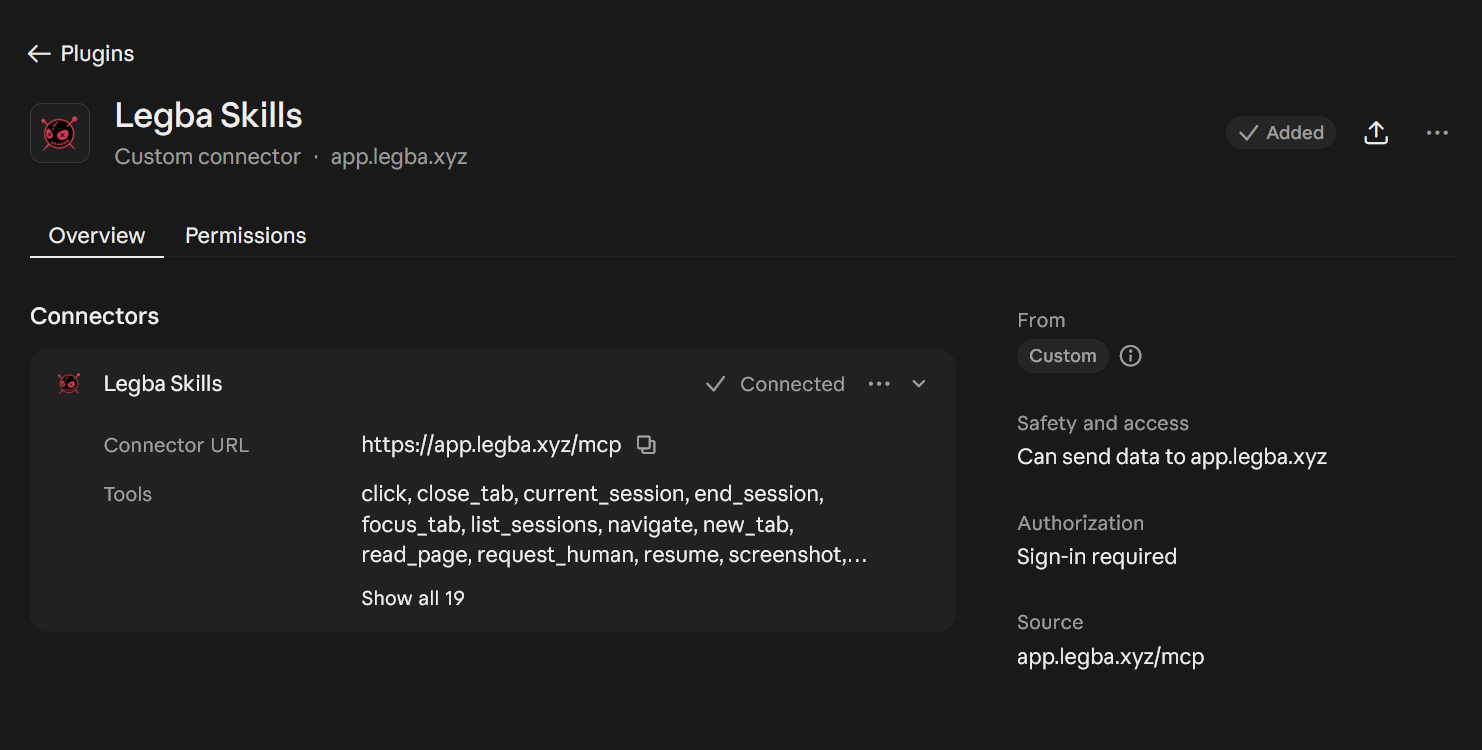 Plugins
Legba Skills
Custom connector · app.legba.xyz
Added
Overview
Permissions
Connectors
Legba Skills
Connected
Connector URL
https://app.legba.xyz/mcp
Tools
click, close_tab, current_session, end_session,
focus_tab, list_sessions, navigate, new_tab,
read_page, request_human, resume, screenshot,...
Show all 19
From
Custom
Safety and access
Can send data to app.legba.xyz
Authorization
Sign-in required
Source
app.legba.xyz/mcp